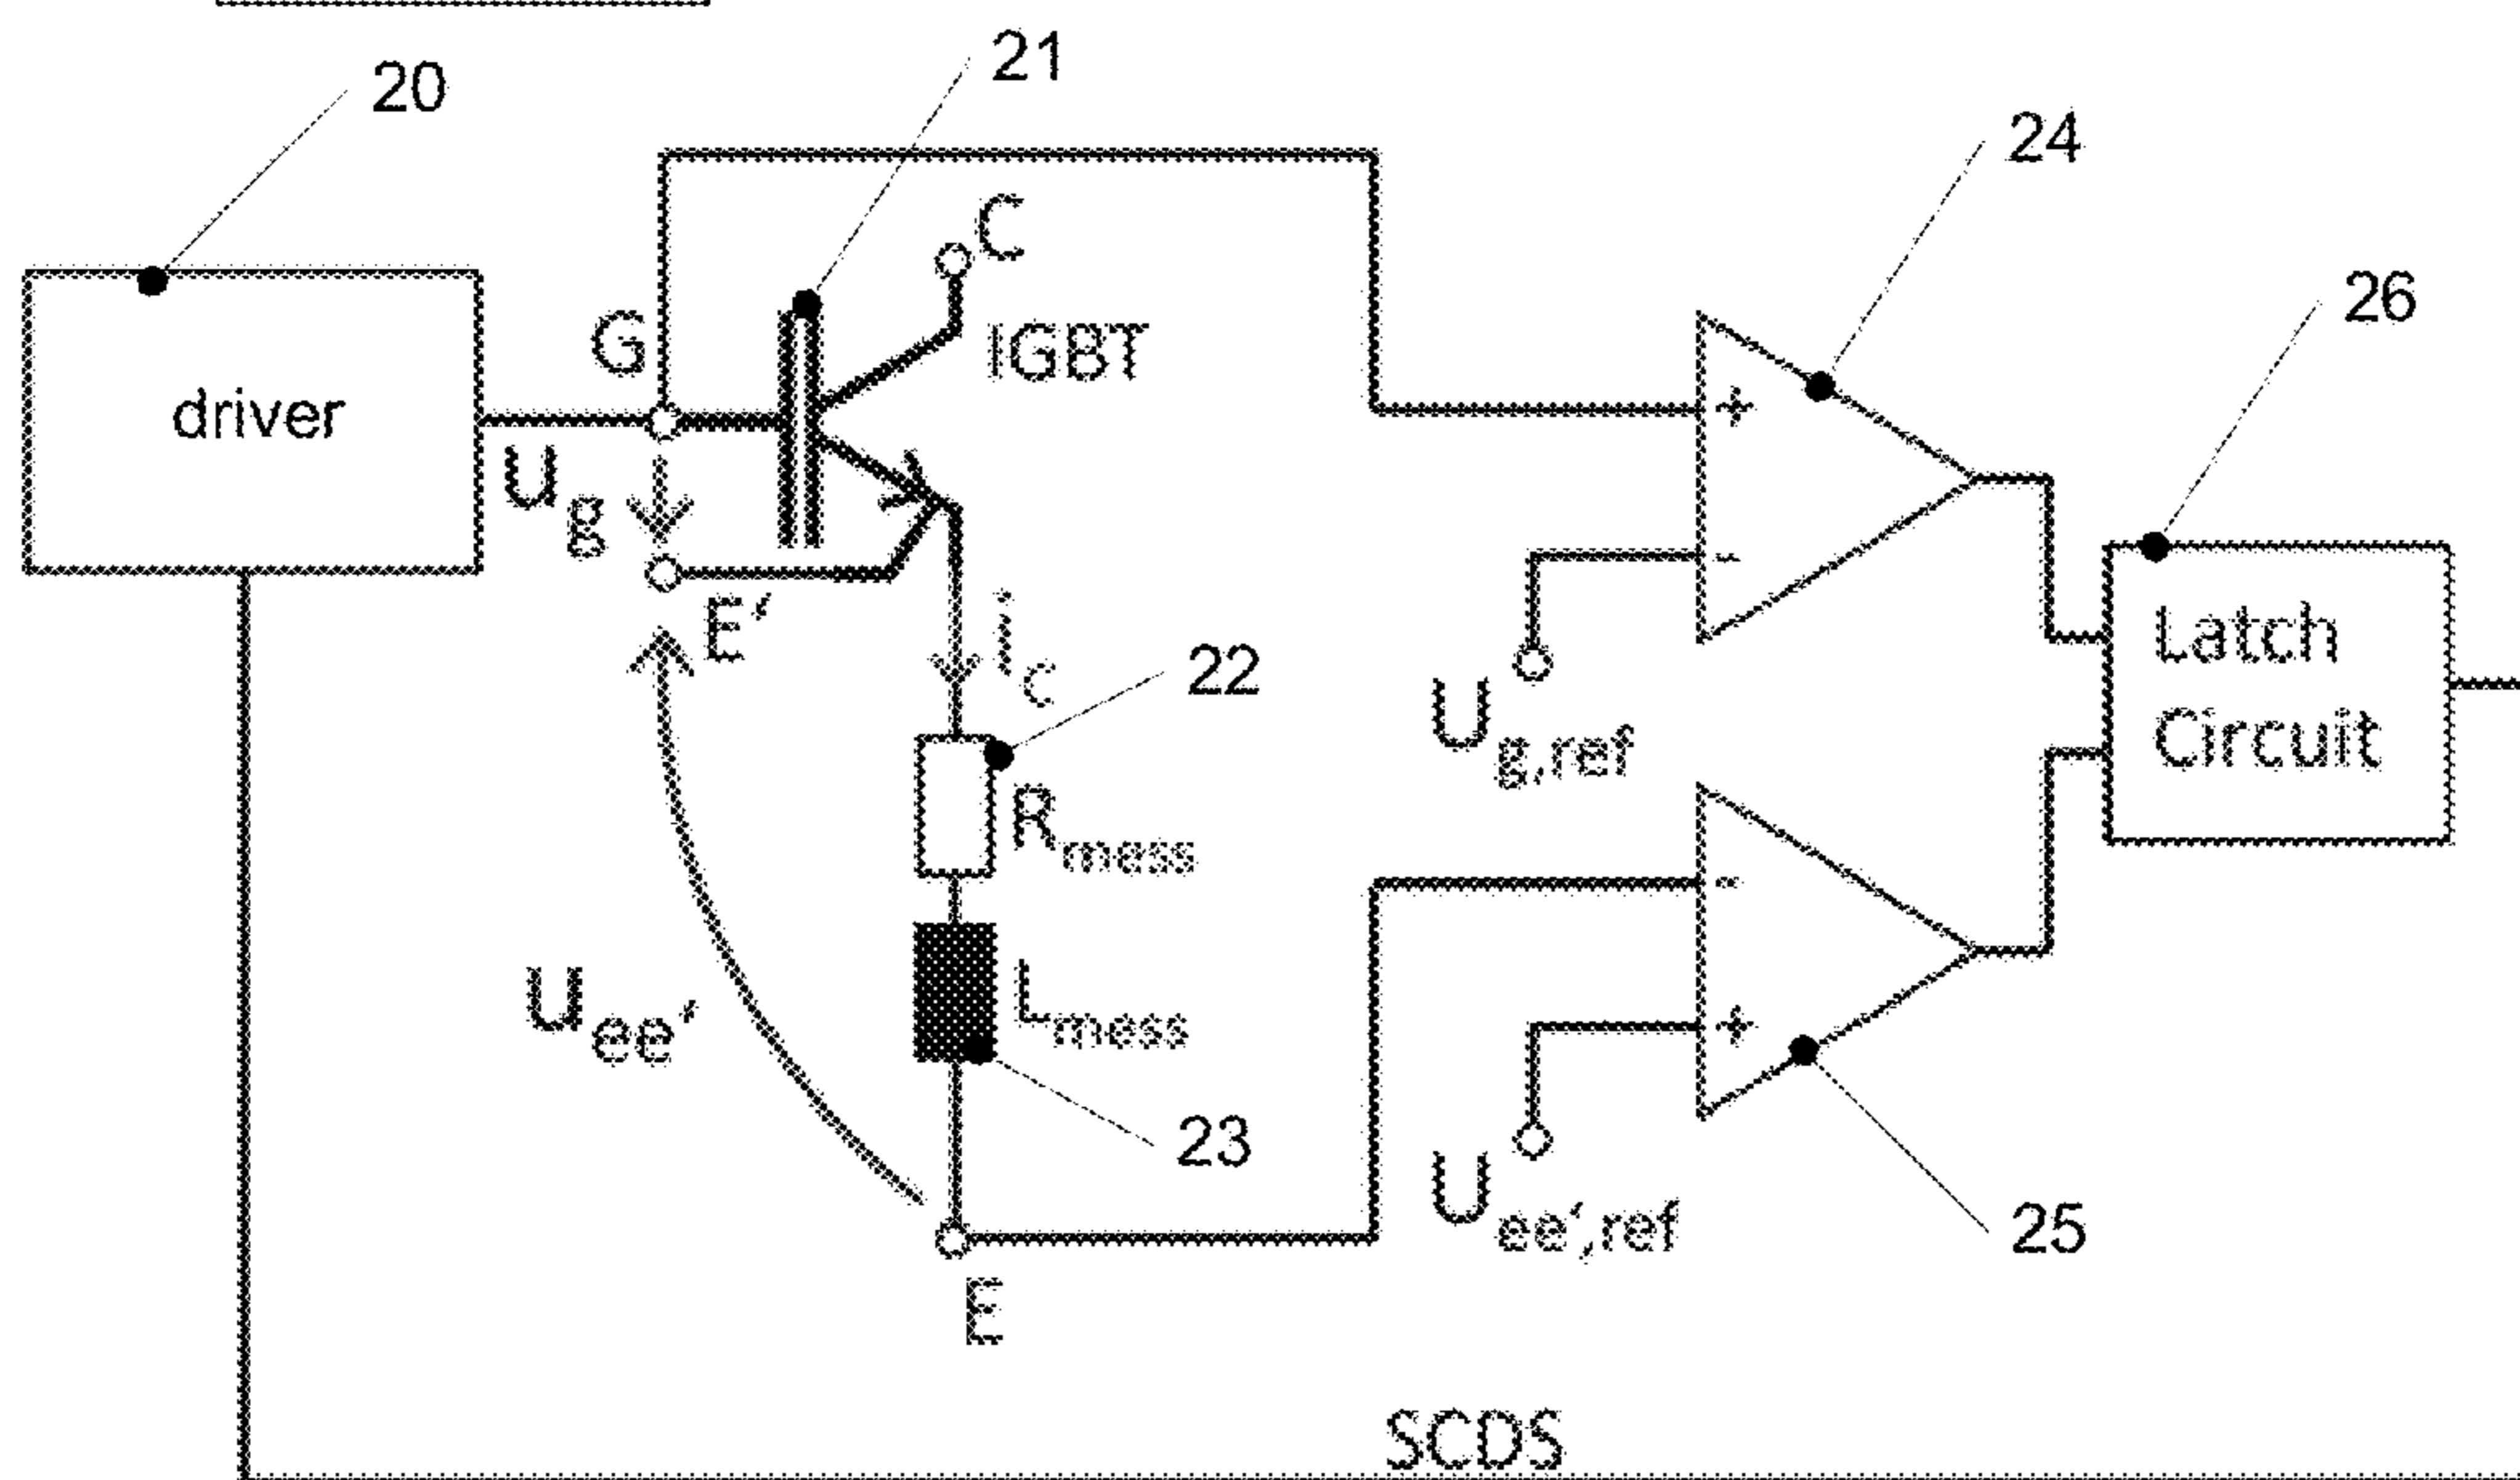 20
21
24
26
C
IGBT
G
driver
+
u g
-
E'
i c
22
Latch
Circuit
U g,ref
R mess
-
u ee'
L mess
+
23
U ee',ref
25
E
SCDS